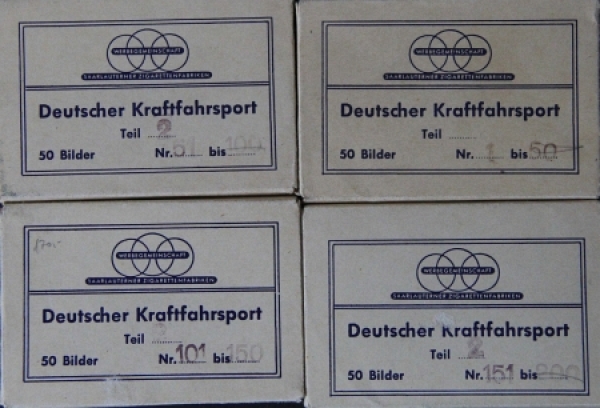 WERBEGEMEINSCHAFT
SAARLAUTERNER ZIGARETTENFABRIKEN
Deutscher Kraftfahrsport
Teil 2
50 Bilder Nr. 51 bis 100
WERBEGEMEINSCHAFT
SAARLAUTERNER ZIGARETTENFABRIKEN
Deutscher Kraftfahrsport
Teil
50 Bilder Nr. 1 bis 50
WERBEGEMEINSCHAFT
SAARLAUTERNER ZIGARETTENFABRIKEN
Deutscher Kraftfahrsport
Teil
50 Bilder Nr. 101 bis 150
WERBEGEMEINSCHAFT
SAARLAUTERNER ZIGARETTENFABRIKEN
Deutscher Kraftfahrsport
Teil 2
50 Bilder Nr. 151 bis 200